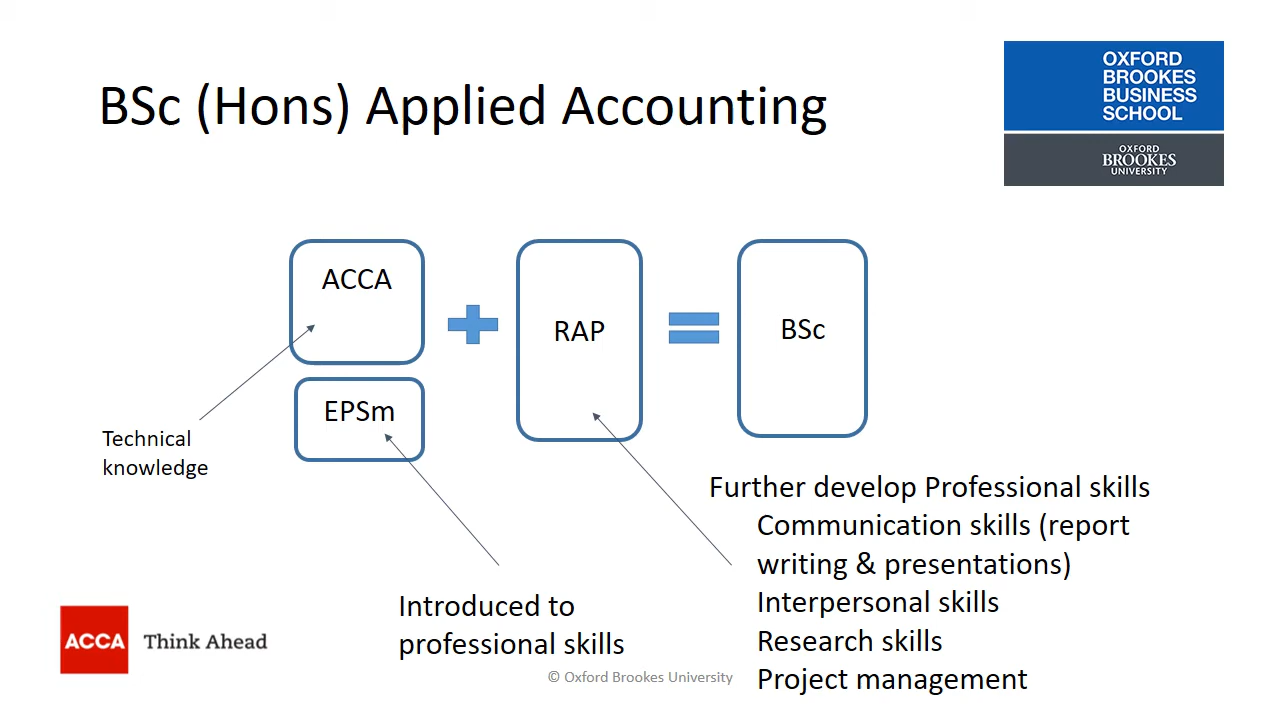 BSc (Hons) Applied Accounting
OXFORD
BROOKES
BUSINESS
SCHOOL
OXFORD
BROOKES
UNIVERSITY
ACCA
RAP
BSc
EPSm
Technical
knowledge
Introduced to
professional skills
Further develop Professional skills
Communication skills (report
writing & presentations)
Interpersonal skills
Research skills
Project management
ACCA Think Ahead
© Oxford Brookes University